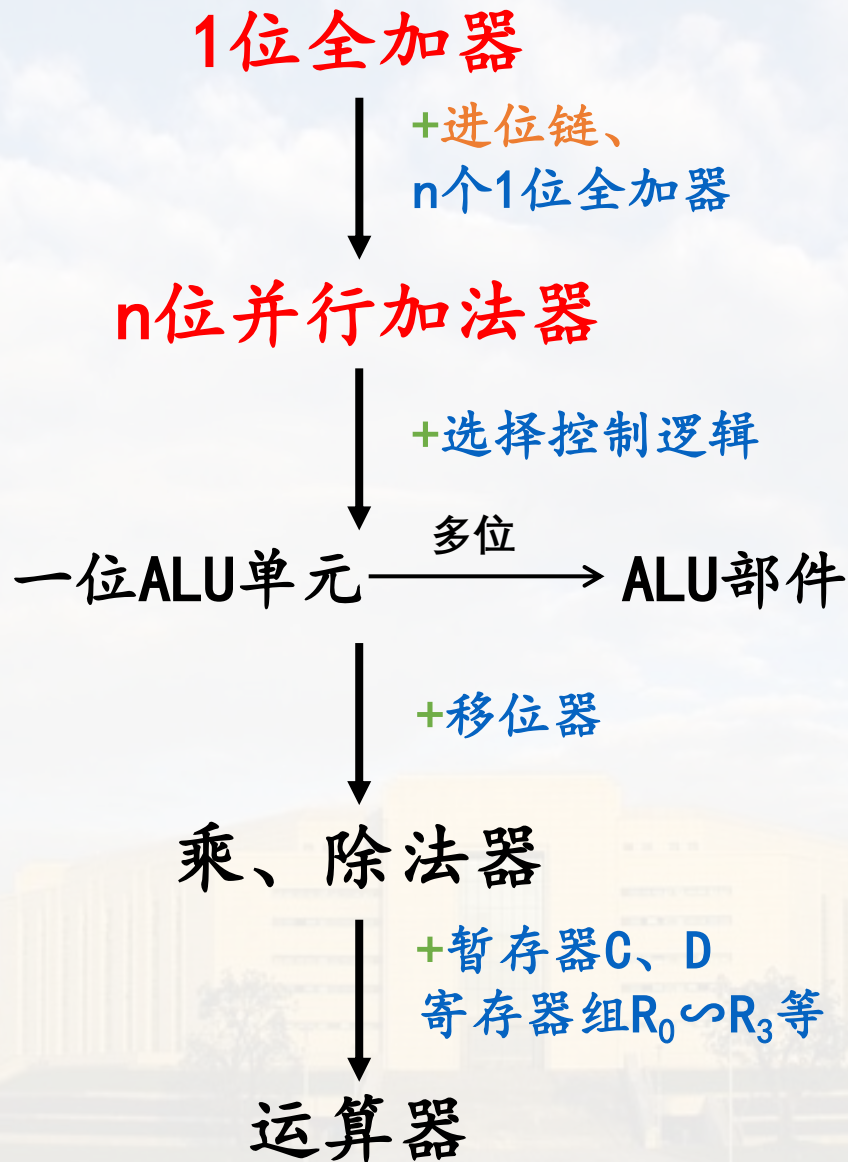 1位全加器
+进位链、
n个1位全加器
n位并行加法器
+选择控制逻辑
多位
一位ALU单元
ALU部件
+移位器
乘、除法器
+暂存器C、D
寄存器组R₀∽R₃等
运算器